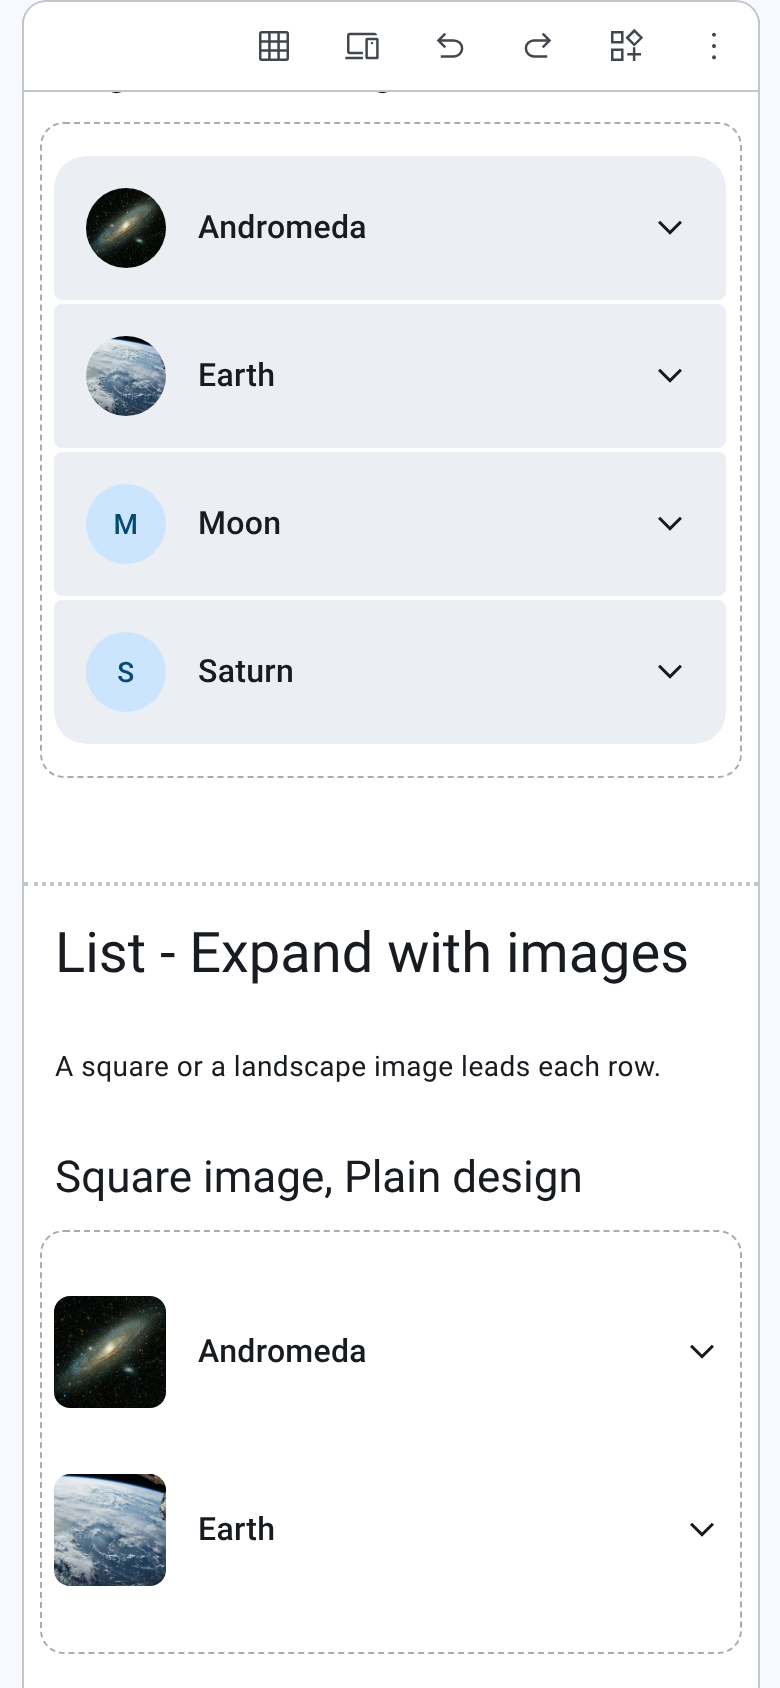 Andromeda
Earth
M
Moon
S
Saturn
List - Expand with images
A square or a landscape image leads each row.
Square image, Plain design
Andromeda
Earth